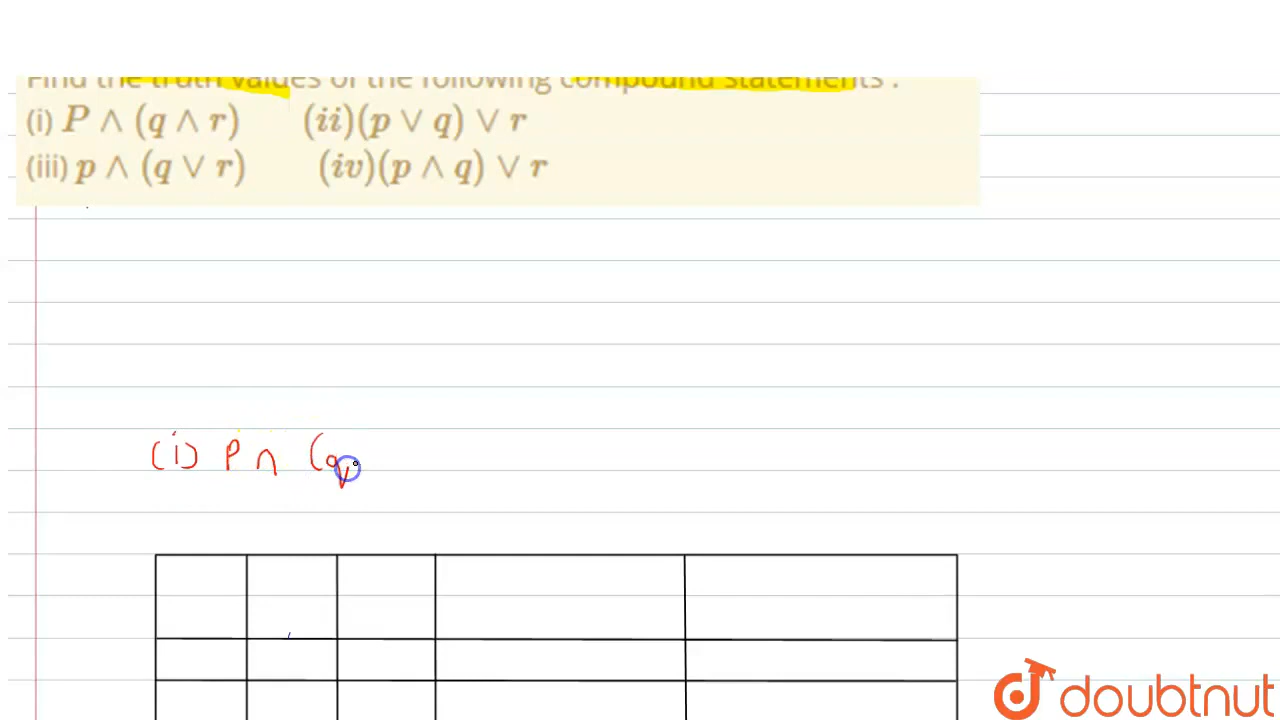 Find the truth values of the following compound statements :
(i) P ∧ (q ∧ r) (ii)(p ∨ q) ∨ r
(iii) p ∧ (q ∨ r) (iv)(p ∧ q) ∨ r
(i) P ∧ (q
doubtnut